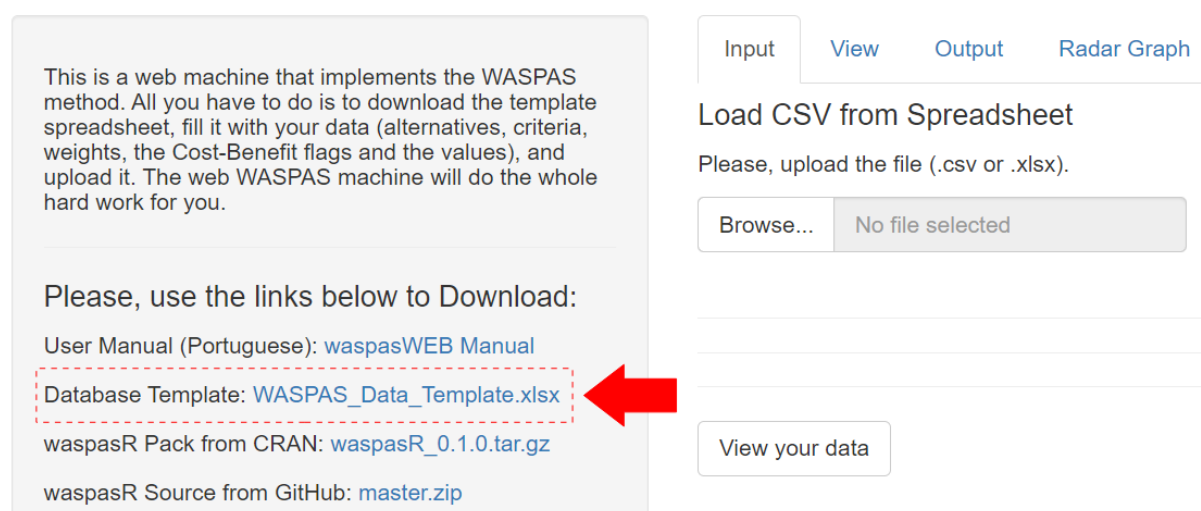 This is a web machine that implements the WASPAS
method. All you have to do is to download the template
spreadsheet, fill it with your data (alternatives, criteria,
weights, the Cost-Benefit flags and the values), and
upload it. The web WASPAS machine will do the whole
hard work for you.
Please, use the links below to Download:
User Manual (Portuguese): waspasWEB Manual
Database Template: WASPAS_Data_Template.xlsx
waspasR Pack from CRAN: waspasR_0.1.0.tar.gz
waspasR Source from GitHub: master.zip
Input View Output Radar Graph
Load CSV from Spreadsheet
Please, upload the file (.csv or .xlsx).
Browse... No file selected
View your data